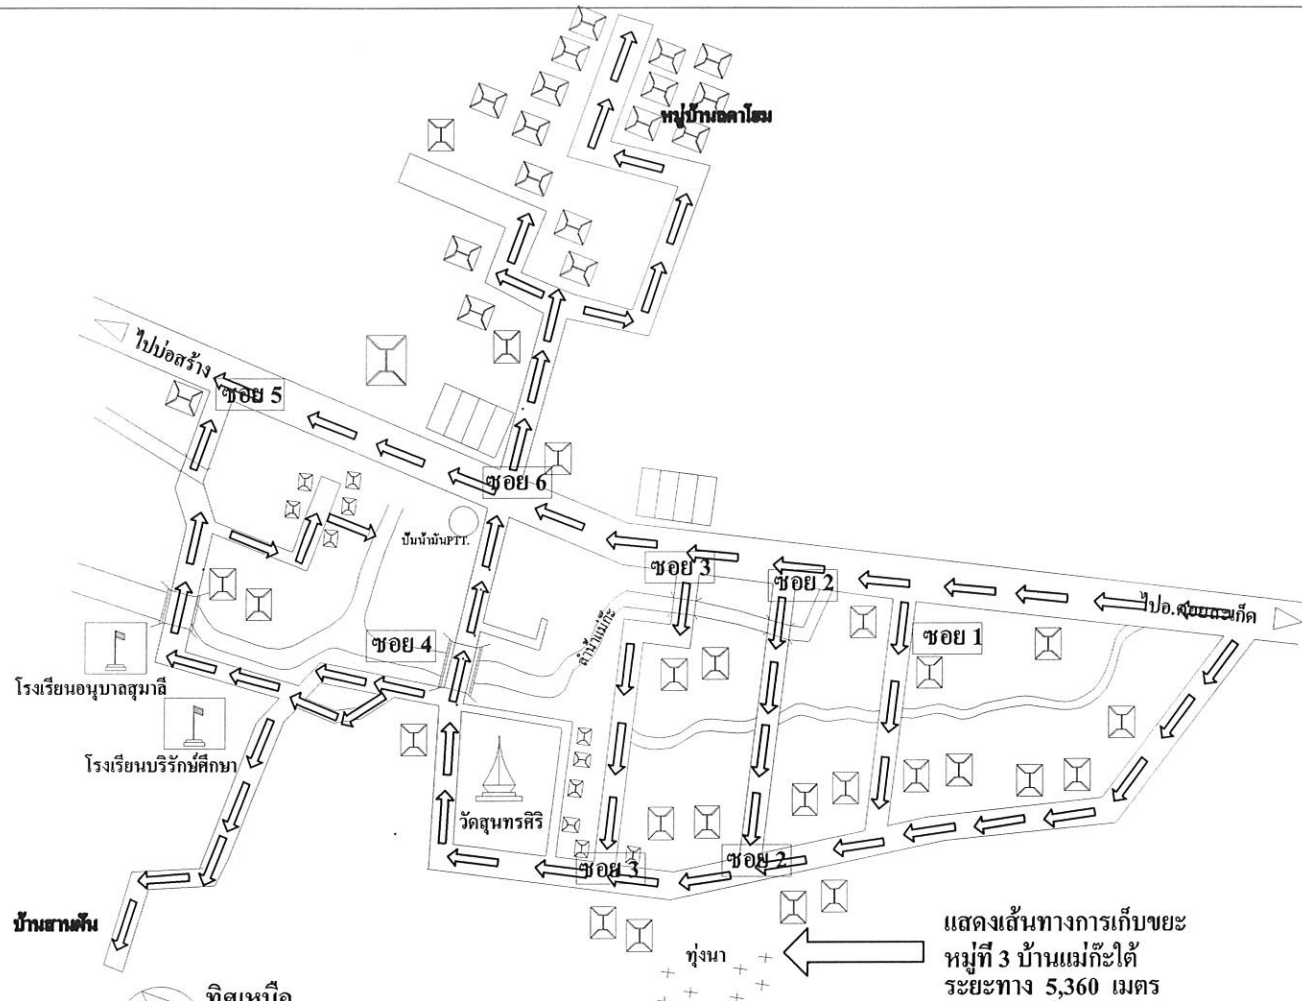 หมู่บ้านลดาโฮม
ไปบ่อสร้าง
ซอย 5
ซอย 6
ปั๊มน้ำมันPTT.
ซอย 3
ซอย 2
ไปอ.ดอยสะเก็ด
ซอย 1
ซอย 4
ลำน้ำแม่ก๊ะ
โรงเรียนอนุบาลสุมาลี
โรงเรียนบริรักษ์ศึกษา
วัดสุนทรศิริ
ซอย 3
ซอย 2
บ้านสานต้น
ทุ่งนา
แสดงเส้นทางการเก็บขยะ
หมู่ที่ 3 บ้านแม่ก๊ะใต้
ระยะทาง 5,360 เมตร
ทิศเหนือ